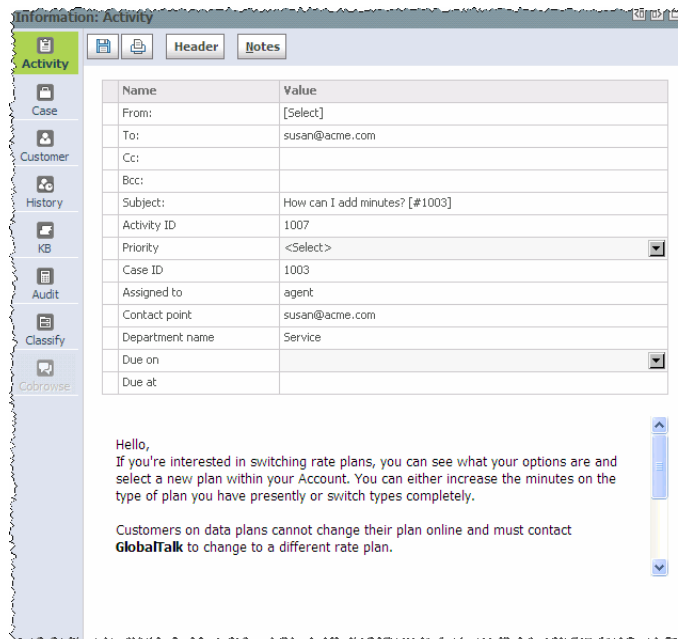 Information: Activity
Activity
Header
Notes
Case
Customer
History
KB
Audit
Classify
Cobrowse
Name Value
From: [Select]
To: susan@acme.com
Cc:
Bcc:
Subject: How can I add minutes? [#1003]
Activity ID 1007
Priority <Select>
Case ID 1003
Assigned to agent
Contact point susan@acme.com
Department name Service
Due on
Due at
Hello,
If you're interested in switching rate plans, you can see what your options are and
select a new plan within your Account. You can either increase the minutes on the
type of plan you have presently or switch types completely.
Customers on data plans cannot change their plan online and must contact
GlobalTalk to change to a different rate plan.